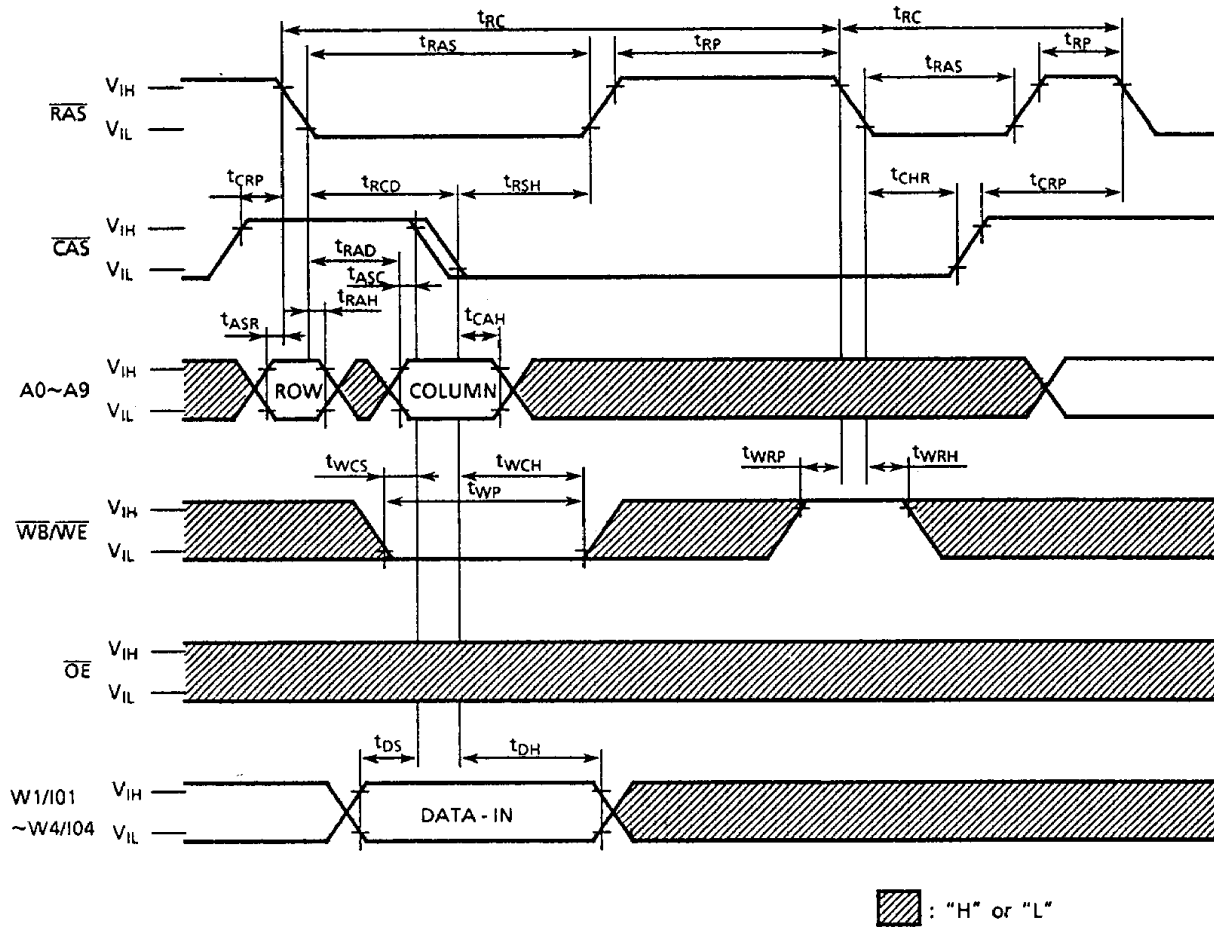 tRC tRC
tRAS tRP tRAS tRP
RAS VIH
VIL
tCRP tRCD tRSH tCHR tCRP
CAS VIH
VIL
tRAD
tASC
tRAH
tASR tCAH
A0~A9 VIH
VIL
ROW COLUMN
tWCS tWCH tWRP tWRH
tWP
WB/WE VIH
VIL
OE VIH
VIL
tDS tDH
W1/I01 VIH
~W4/I04 VIL
DATA - IN
: "H" or "L"